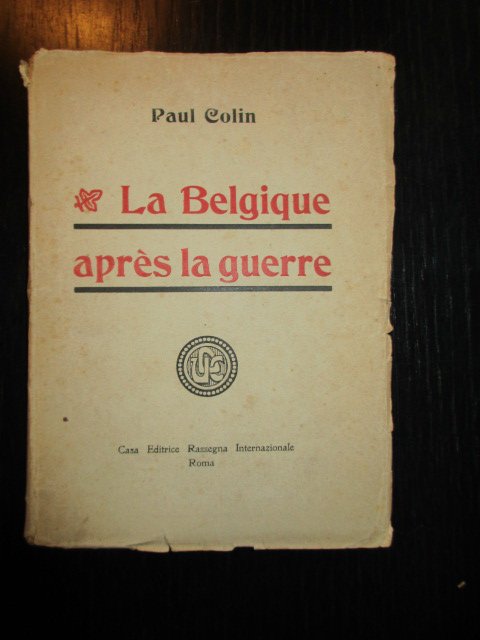 Paul Colin
La Belgique
après la guerre
Casa Editrice Rassegna Internazionale
Roma